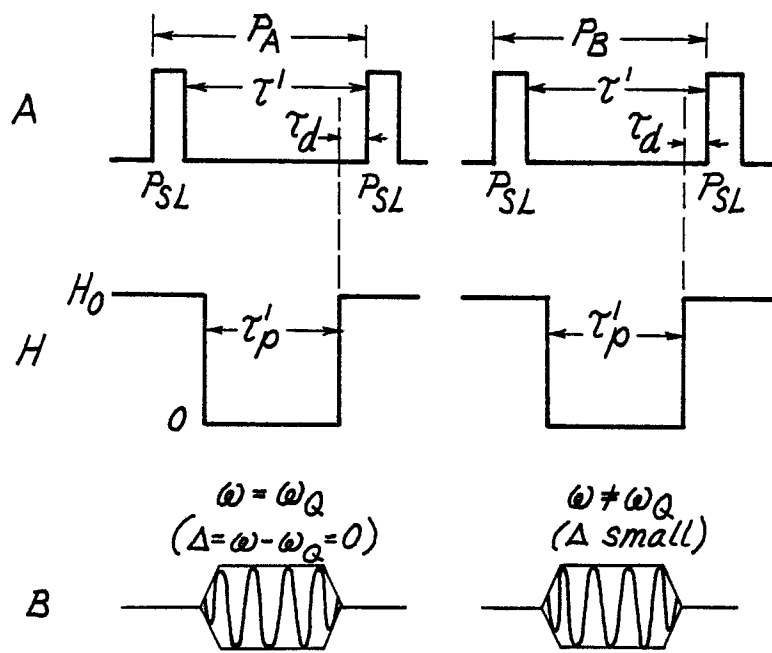 P_A P_B
A τ' τ'
τ_d τ_d
P_SL P_SL P_SL P_SL
H_0
H τ'_p τ'_p
0
ω = ω_Q ω ≠ ω_Q
(Δ=ω-ω_Q=0) (Δ small)
B